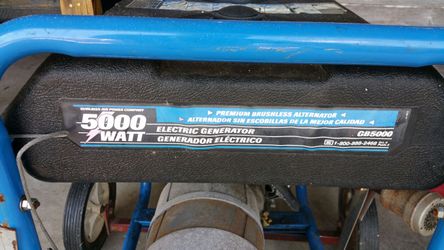 5000
WATT
PREMIUM BRUSHLESS ALTERNATOR
ALTERNADOR SIN ESCOBILLAS DE LA MEJOR CALIDAD
ELECTRIC GENERATOR
GB5000
GENERADOR ELÉCTRICO